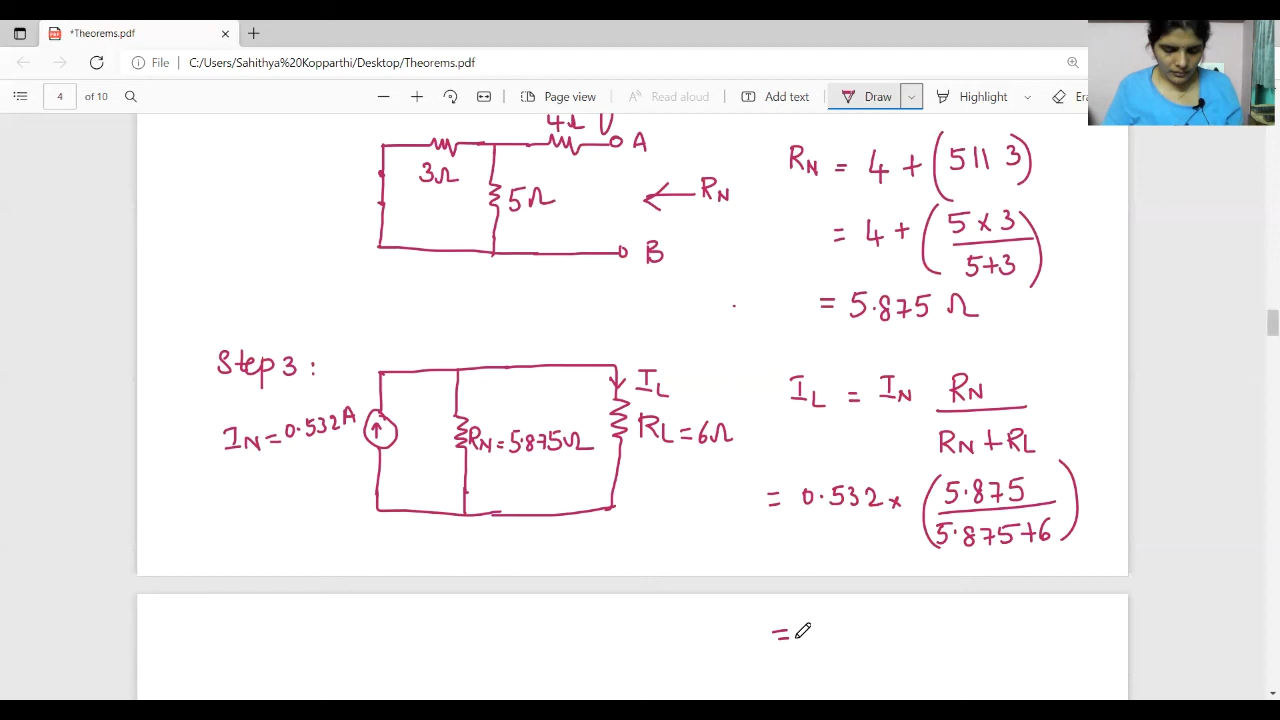 *Theorems.pdf
File C:/Users/Sahithya%20Kopparthi/Desktop/Theorems.pdf
4 of 10 Page view Read aloud Add text Draw Highlight Era
4Ω
A
3Ω
5Ω
← RN
B
RN = 4 + (5 || 3)
= 4 + (5 × 3 / 5+3)
= 5.875 Ω
Step 3 :
IN = 0.532A
RN = 5.875Ω
IL
RL = 6Ω
IL = IN RN / RN + RL
= 0.532 × (5.875 / 5.875+6)
=